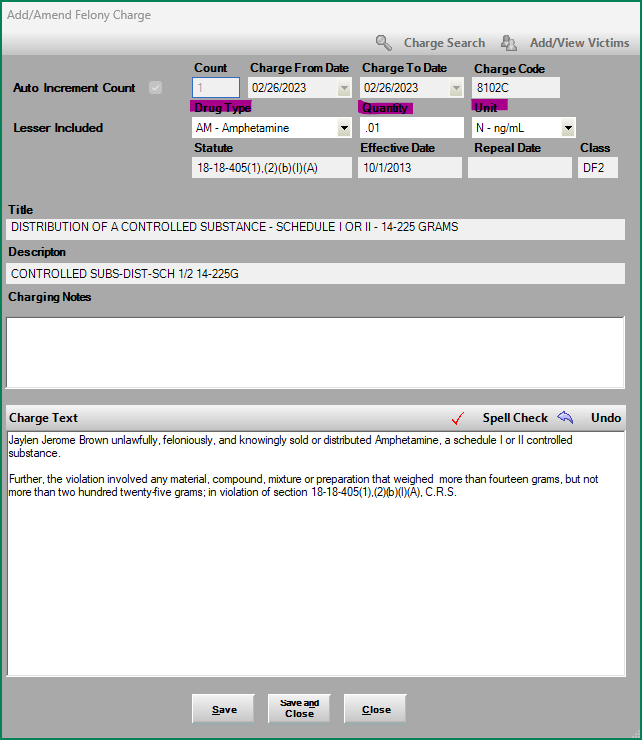 Add/Amend Felony Charge
Charge Search Add/View Victims
Count Charge From Date Charge To Date Charge Code
Auto Increment Count 1 02/26/2023 02/26/2023 8102C
Drug Type Quantity Unit
Lesser Included AM - Amphetamine .01 N - ng/mL
Statute Effective Date Repeal Date Class
18-18-405(1),(2)(b)(I)(A) 10/1/2013 DF2
Title
DISTRIBUTION OF A CONTROLLED SUBSTANCE - SCHEDULE I OR II - 14-225 GRAMS
Descripton
CONTROLLED SUBS-DIST-SCH 1/2 14-225G
Charging Notes
Charge Text Spell Check Undo
Jaylen Jerome Brown unlawfully, feloniously, and knowingly sold or distributed Amphetamine, a schedule I or II controlled
substance.
Further, the violation involved any material, compound, mixture or preparation that weighed  more than fourteen grams, but not
more than two hundred twenty-five grams; in violation of section 18-18-405(1),(2)(b)(I)(A), C.R.S.
Save Save and Close Close